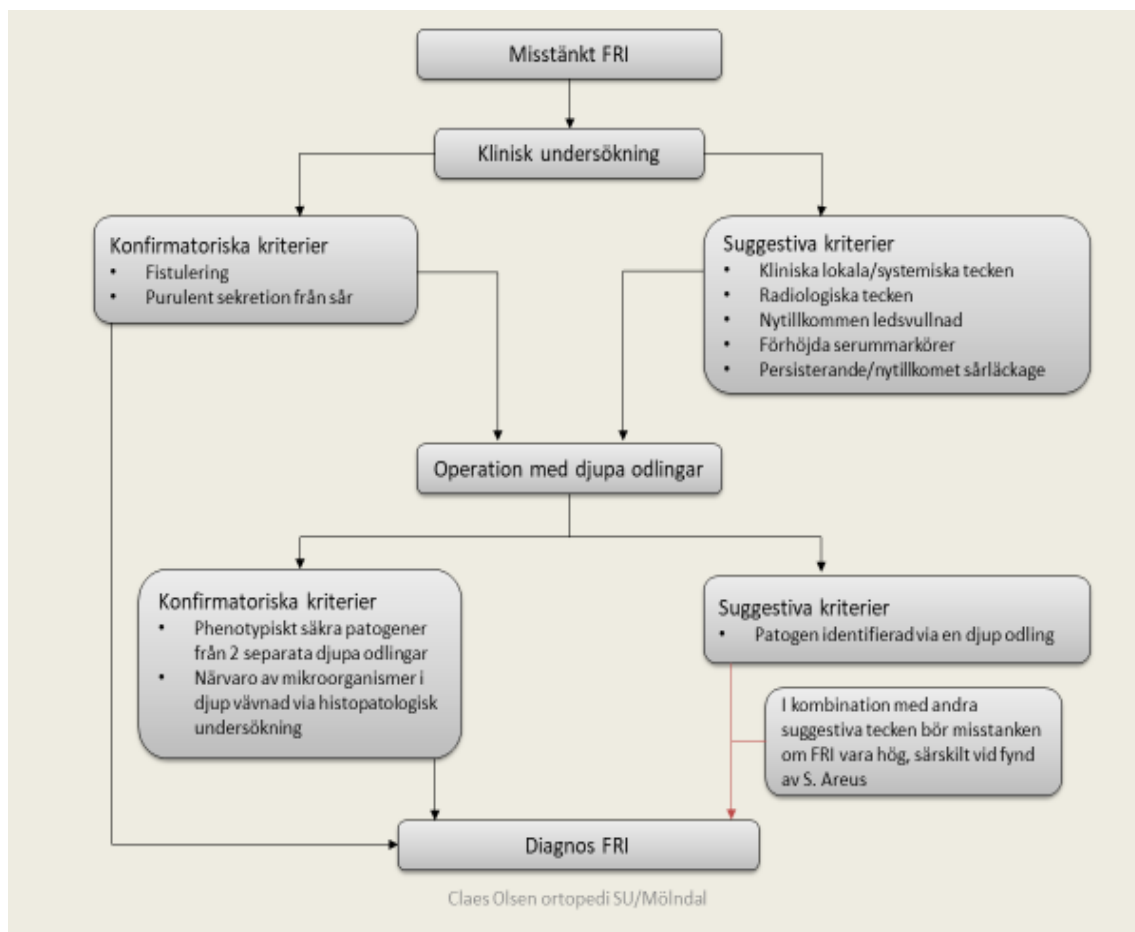 Misstänkt FRI
Klinisk undersökning
Konfirmatoriska kriterier
• Fistulering
• Purulent sekretion från sår
Suggestiva kriterier
• Kliniska lokala/systemiska tecken
• Radiologiska tecken
• Nytillkommen ledsvullnad
• Förhöjda serummarkörer
• Persisterande/nytillkomet sårläckage
Operation med djupa odlingar
Konfirmatoriska kriterier
• Phenotypiskt säkra patogener
från 2 separata djupa odlingar
• Närvaro av mikroorganismer i
djup vävnad via histopatologisk
undersökning
Suggestiva kriterier
• Patogen identifierad via en djup odling
I kombination med andra
suggestiva tecken bör misstanken
om FRI vara hög, särskilt vid fynd
av S. Areus
Diagnos FRI
Claes Olsen ortopedi SU/Mölndal